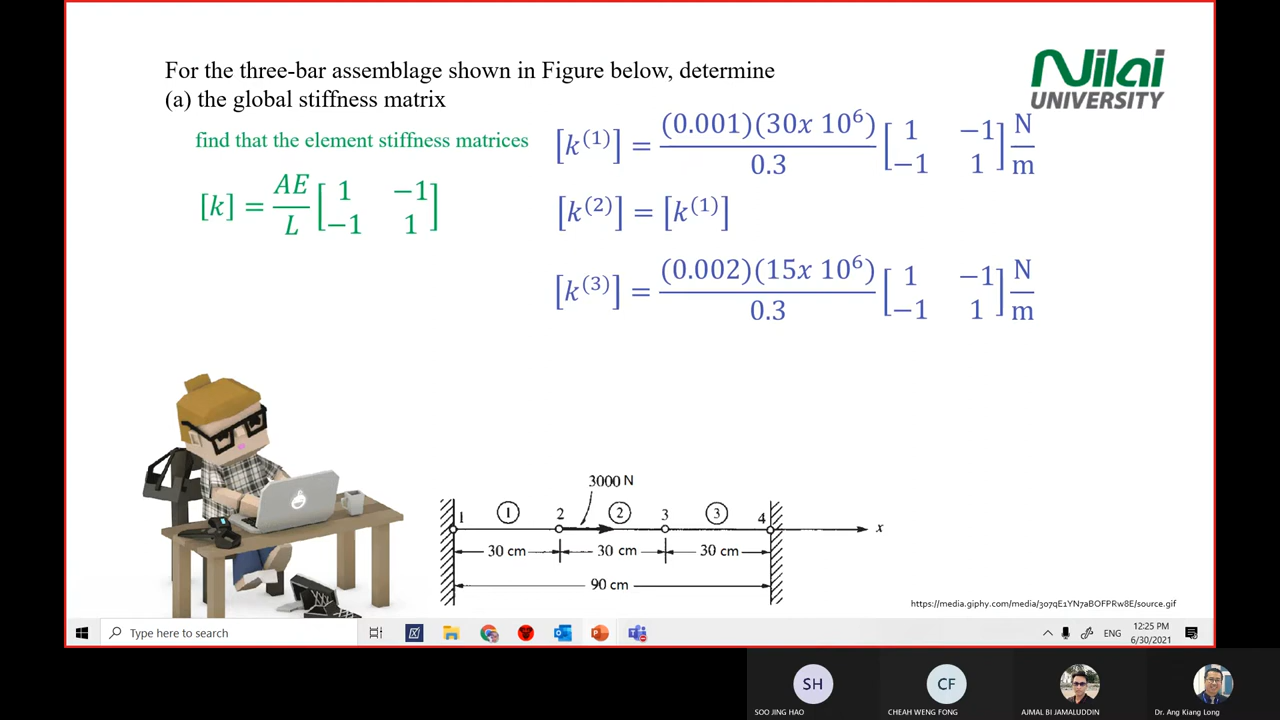 For the three-bar assemblage shown in Figure below, determine
(a) the global stiffness matrix
Nilai
UNIVERSITY
find that the element stiffness matrices
[k] = AE/L [1 −1 −1 1]
[k^(1)] = (0.001)(30x 10^6)/0.3 [1 −1 −1 1] N/m
[k^(2)] = [k^(1)]
[k^(3)] = (0.002)(15x 10^6)/0.3 [1 −1 −1 1] N/m
3000 N
1 ① 2 ② 3 ③ 4 x
30 cm 30 cm 30 cm
90 cm
https://media.giphy.com/media/3o7qE1YN7aBOFPRw8E/source.gif
Type here to search
ENG
12:25 PM
6/30/2021
SH
CF
SOO JING HAO
CHEAH WENG FONG
AJMAL BI JAMALUDDIN
Dr. Ang Kiang Long